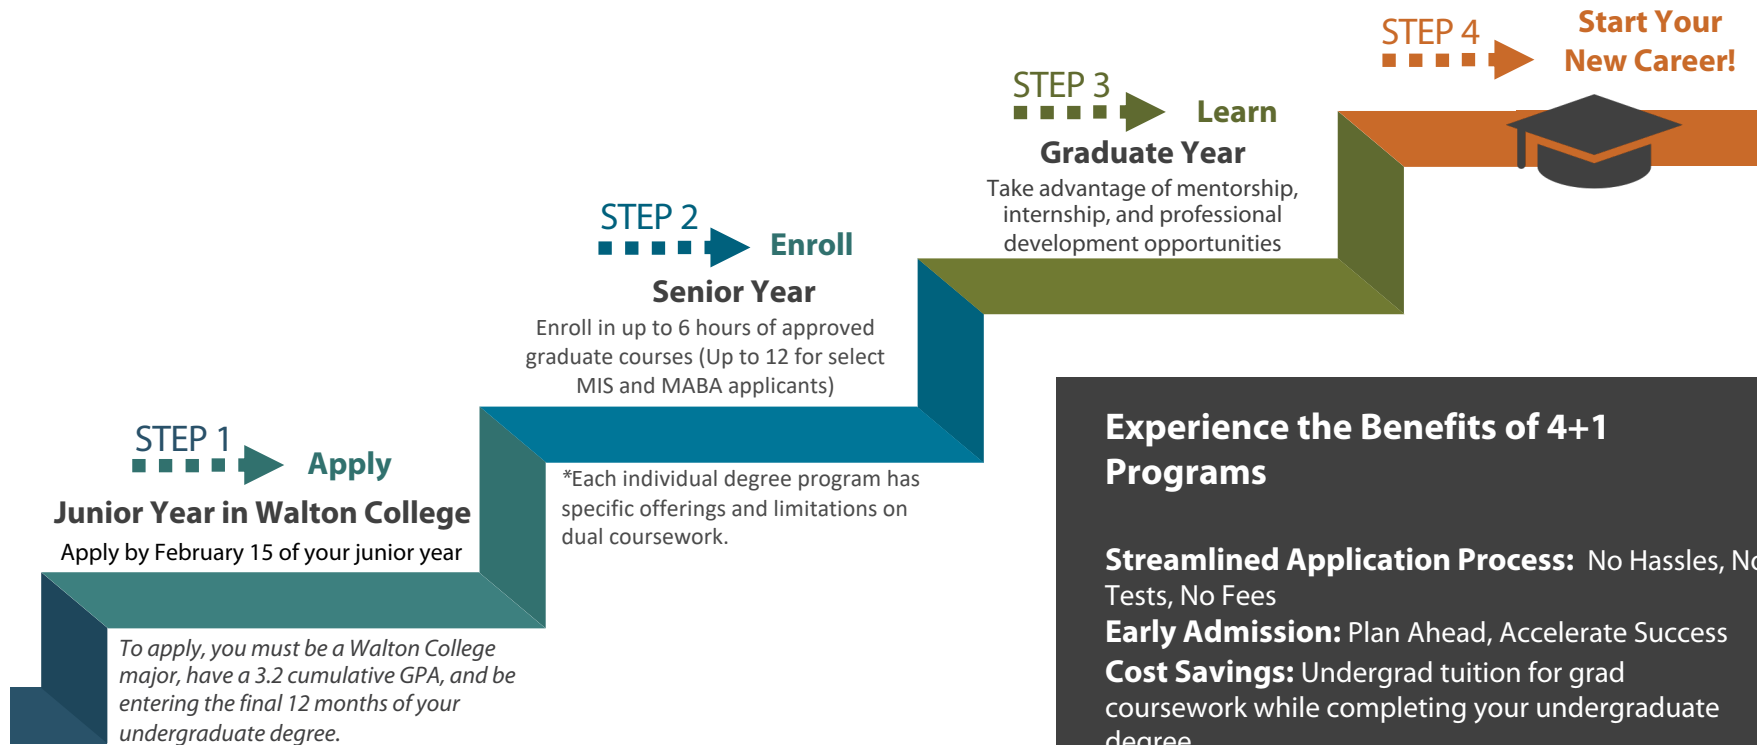 STEP 1
Apply
Junior Year in Walton College
Apply by February 15 of your junior year
To apply, you must be a Walton College
major, have a 3.2 cumulative GPA, and be
entering the final 12 months of your
undergraduate degree.
STEP 2
Enroll
Senior Year
Enroll in up to 6 hours of approved
graduate courses (Up to 12 for select
MIS and MABA applicants)
*Each individual degree program has
specific offerings and limitations on
dual coursework.
STEP 3
Learn
Graduate Year
Take advantage of mentorship,
internship, and professional
development opportunities
STEP 4
Start Your
New Career!
Experience the Benefits of 4+1
Programs
Streamlined Application Process: No Hassles, No
Tests, No Fees
Early Admission: Plan Ahead, Accelerate Success
Cost Savings: Undergrad tuition for grad
coursework while completing your undergraduate
degree